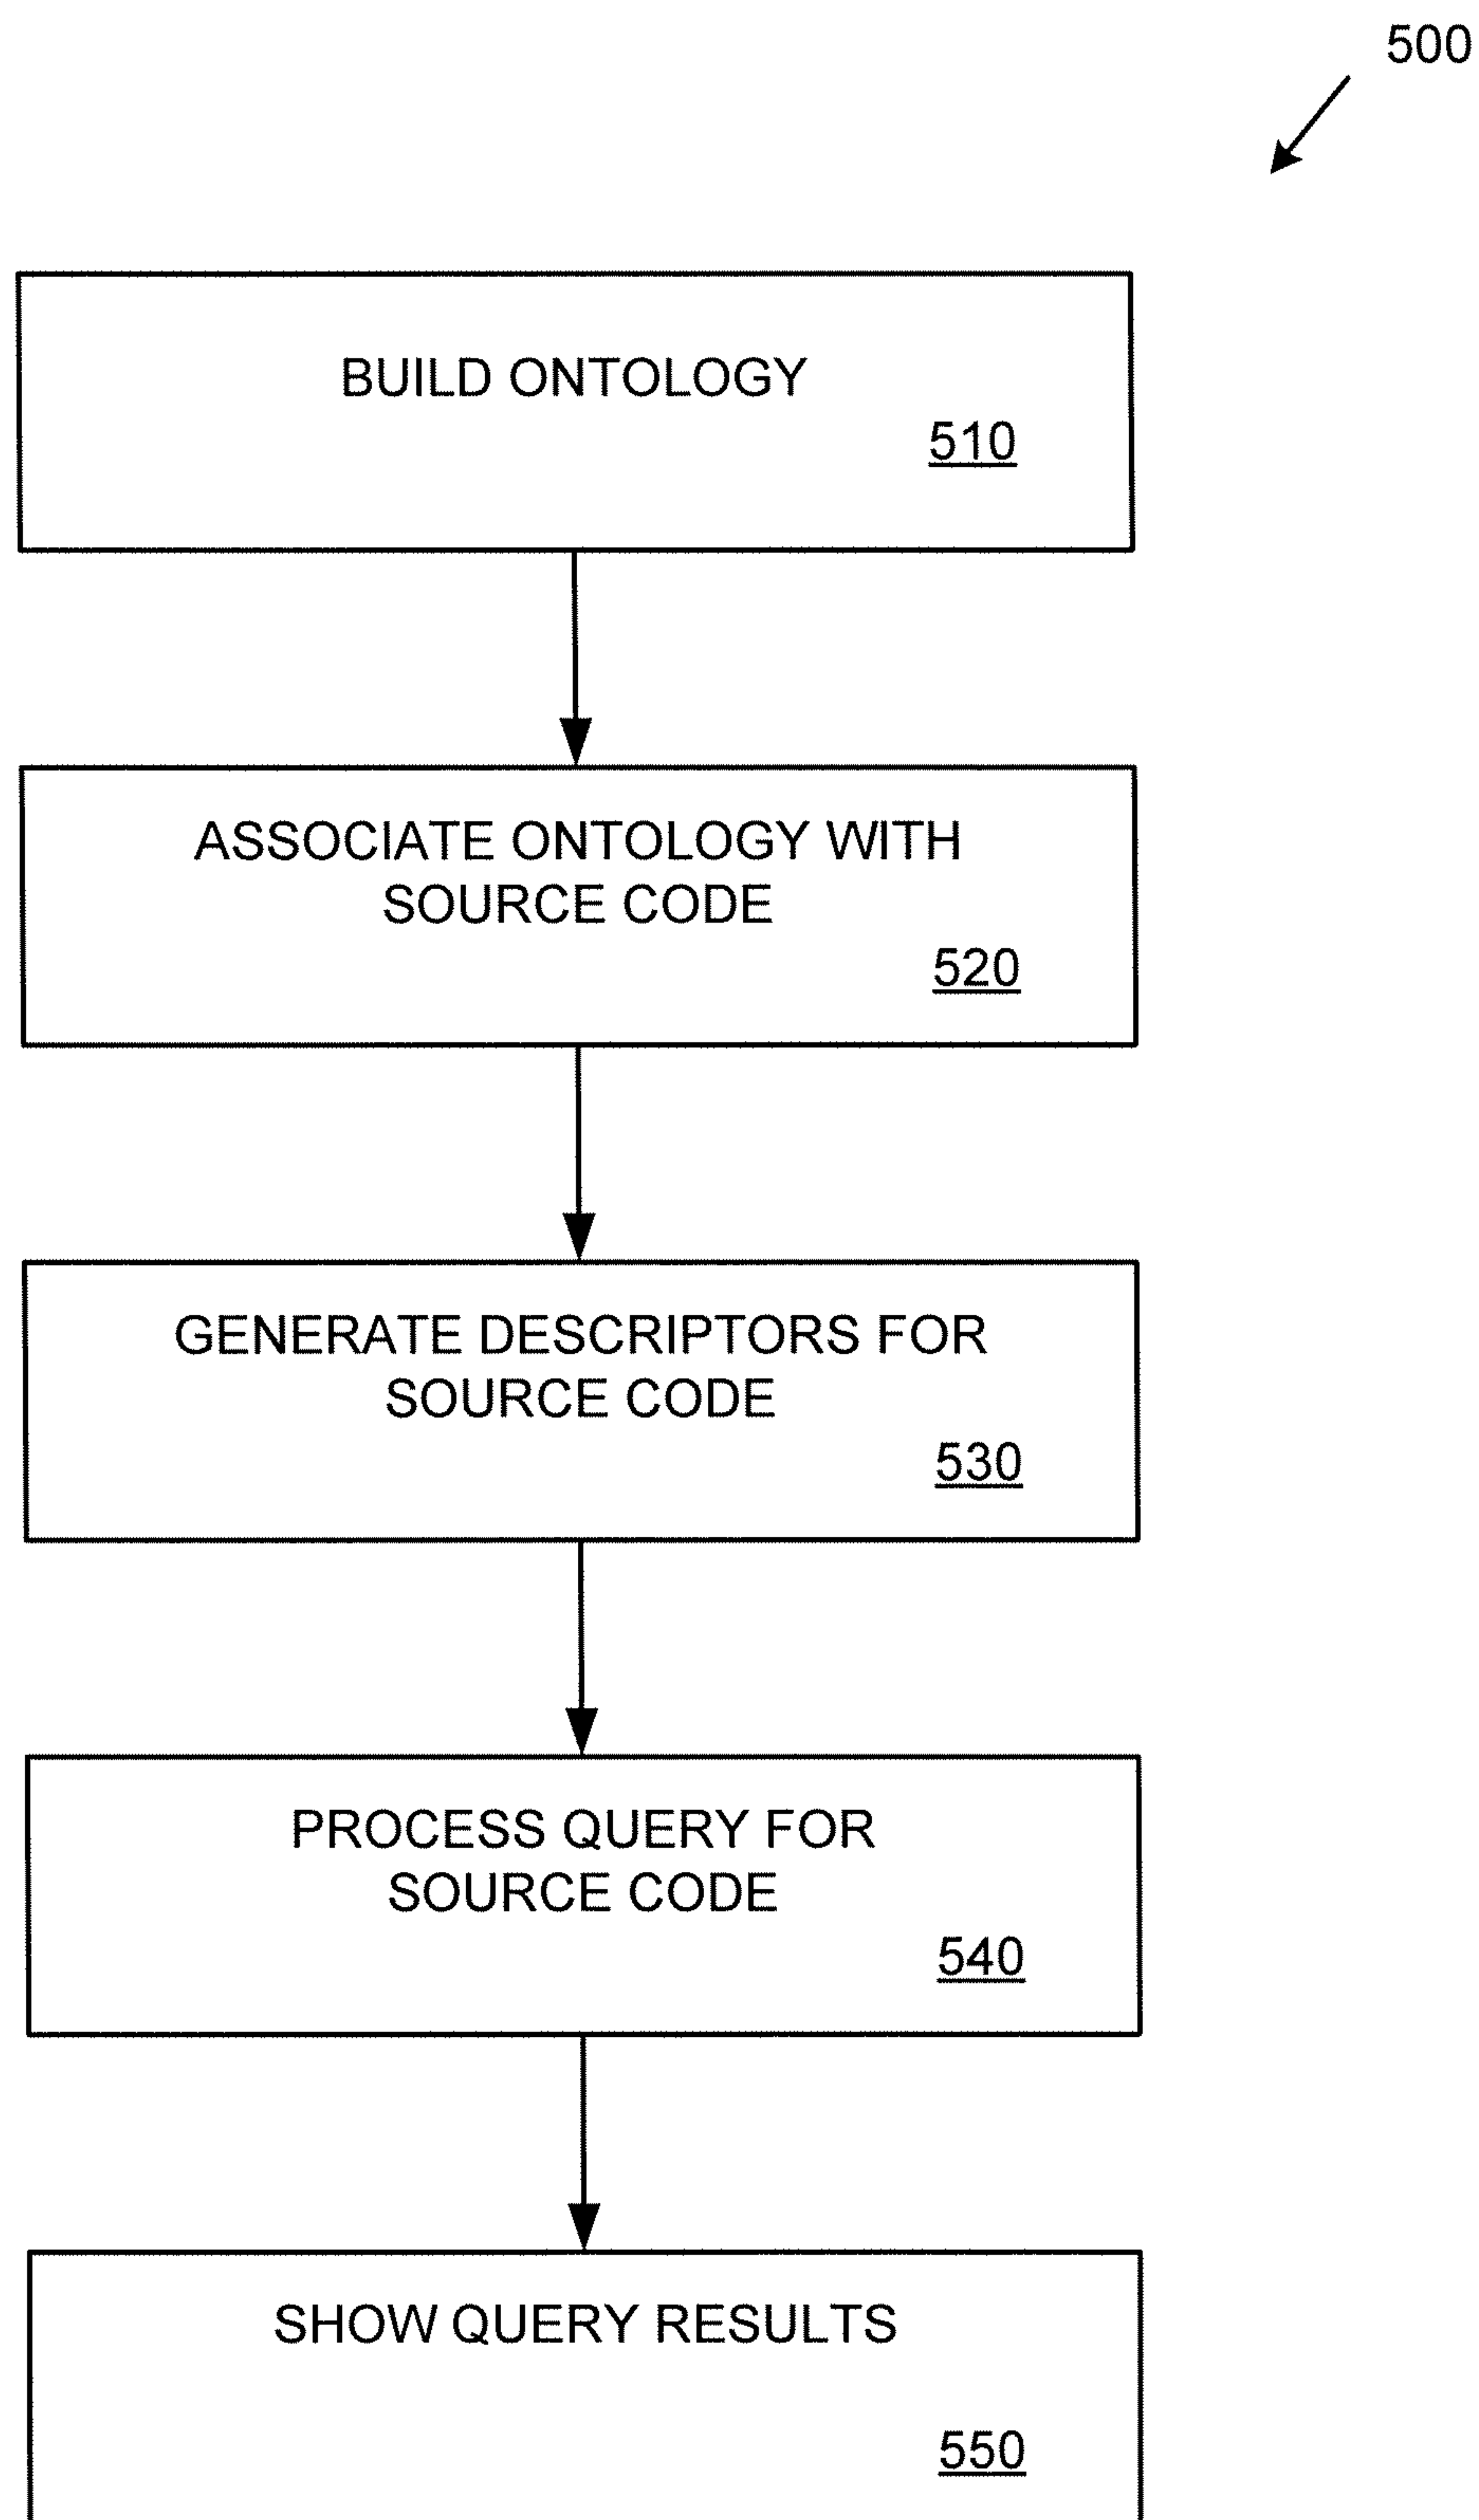 500
BUILD ONTOLOGY
510
ASSOCIATE ONTOLOGY WITH
SOURCE CODE
520
GENERATE DESCRIPTORS FOR
SOURCE CODE
530
PROCESS QUERY FOR
SOURCE CODE
540
SHOW QUERY RESULTS
550